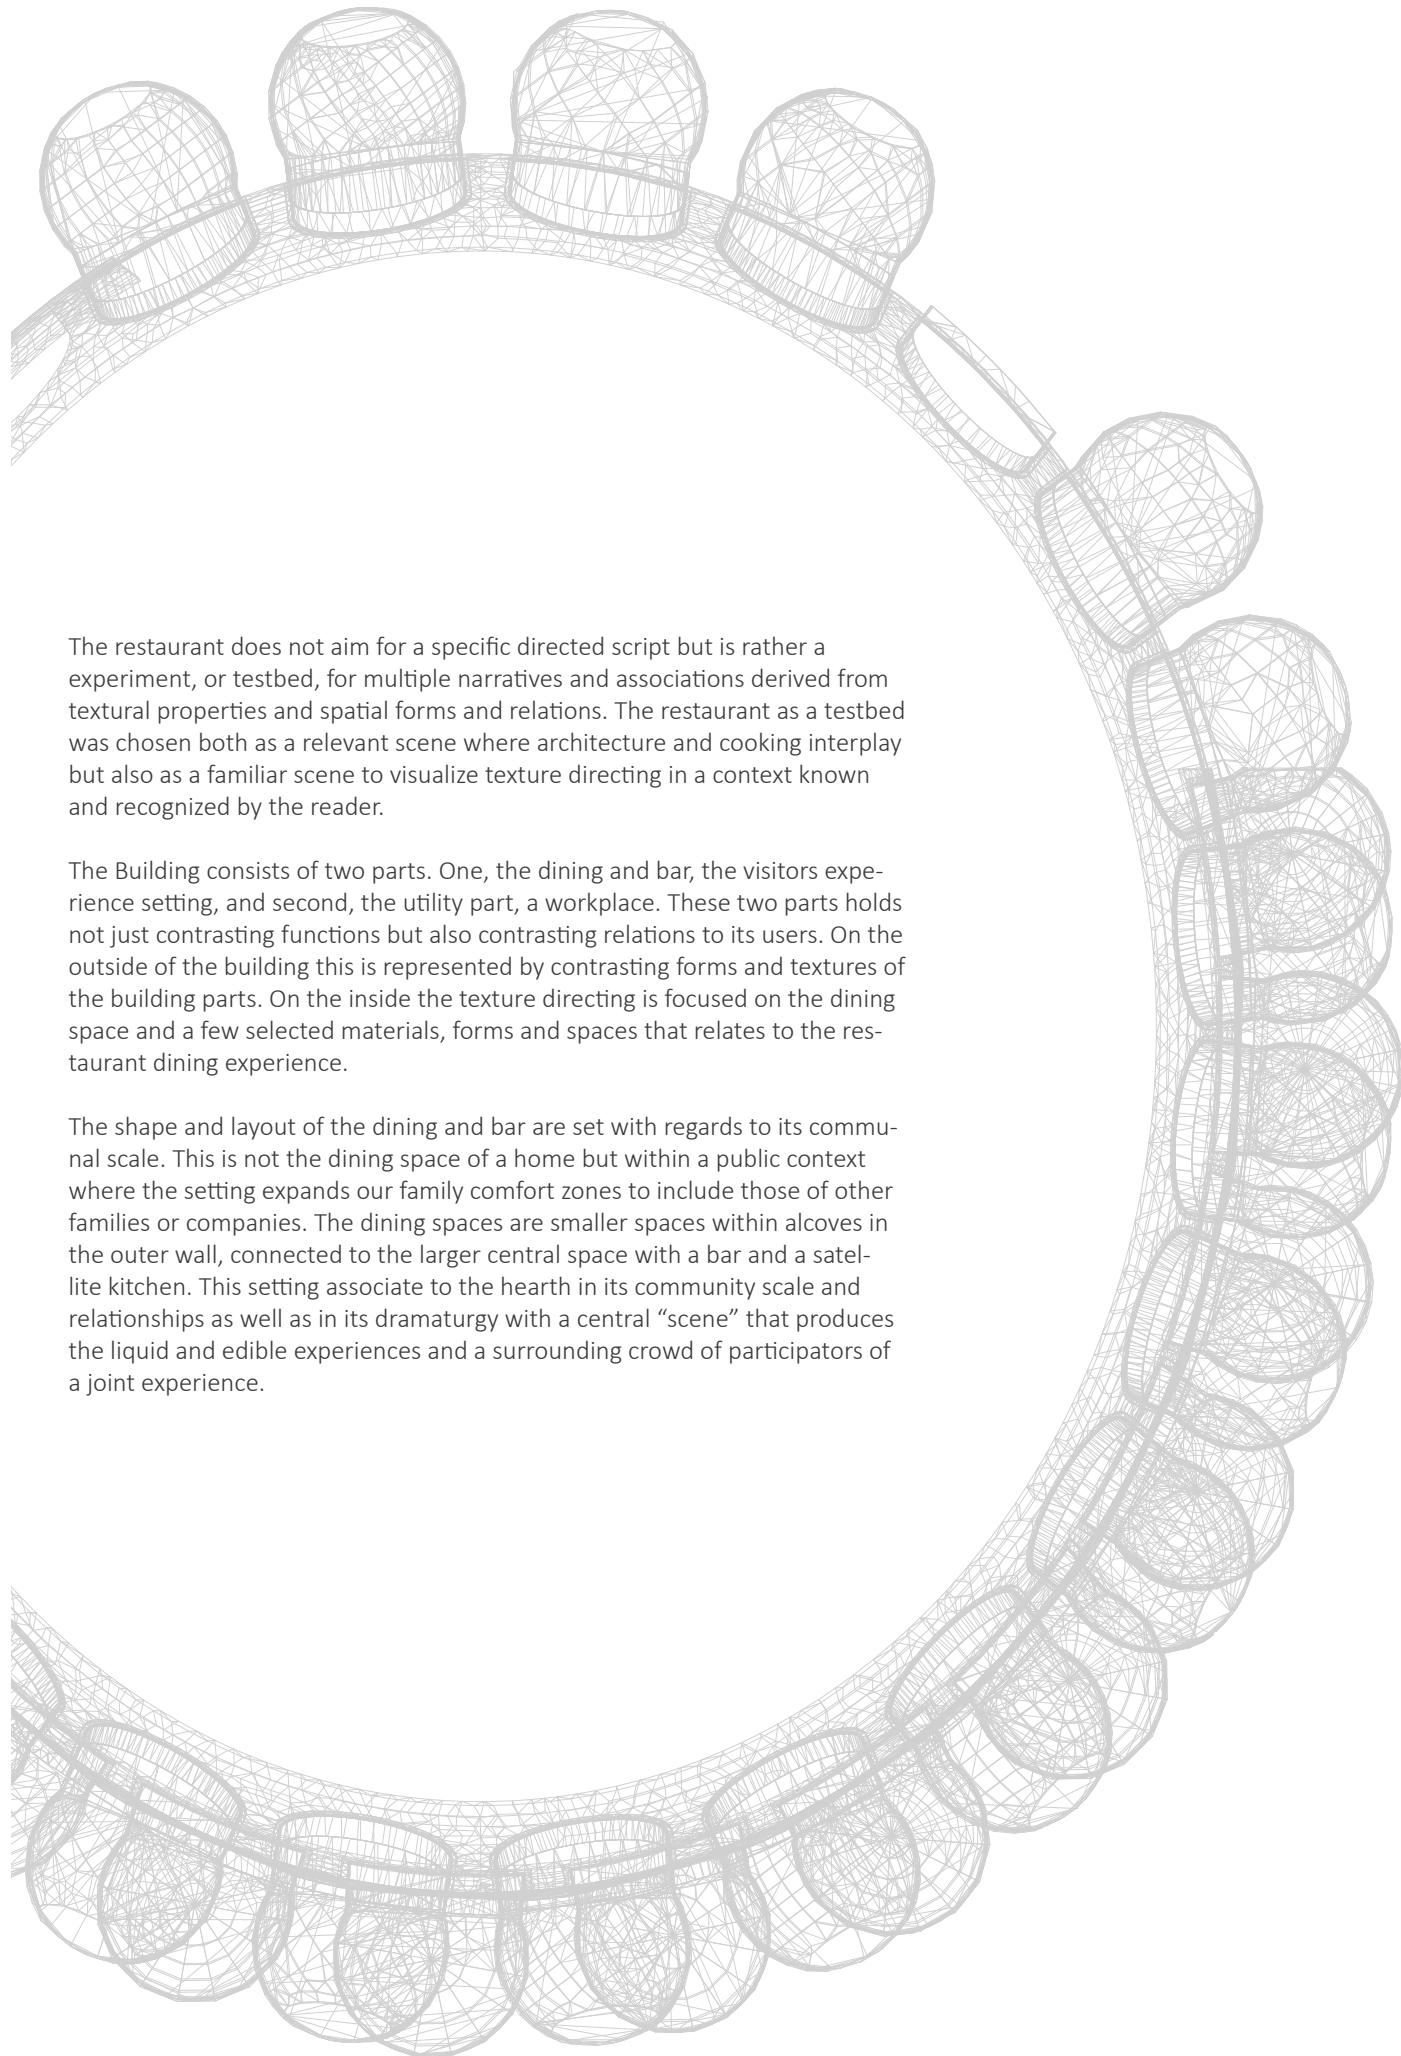 The restaurant does not aim for a specific directed script but is rather a
experiment, or testbed, for multiple narratives and associations derived from
textural properties and spatial forms and relations. The restaurant as a testbed
was chosen both as a relevant scene where architecture and cooking interplay
but also as a familiar scene to visualize texture directing in a context known
and recognized by the reader.
The Building consists of two parts. One, the dining and bar, the visitors expe-
rience setting, and second, the utility part, a workplace. These two parts holds
not just contrasting functions but also contrasting relations to its users. On the
outside of the building this is represented by contrasting forms and textures of
the building parts. On the inside the texture directing is focused on the dining
space and a few selected materials, forms and spaces that relates to the res-
taurant dining experience.
The shape and layout of the dining and bar are set with regards to its commu-
nal scale. This is not the dining space of a home but within a public context
where the setting expands our family comfort zones to include those of other
families or companies. The dining spaces are smaller spaces within alcoves in
the outer wall, connected to the larger central space with a bar and a satel-
lite kitchen. This setting associate to the hearth in its community scale and
relationships as well as in its dramaturgy with a central “scene” that produces
the liquid and edible experiences and a surrounding crowd of participators of
a joint experience.